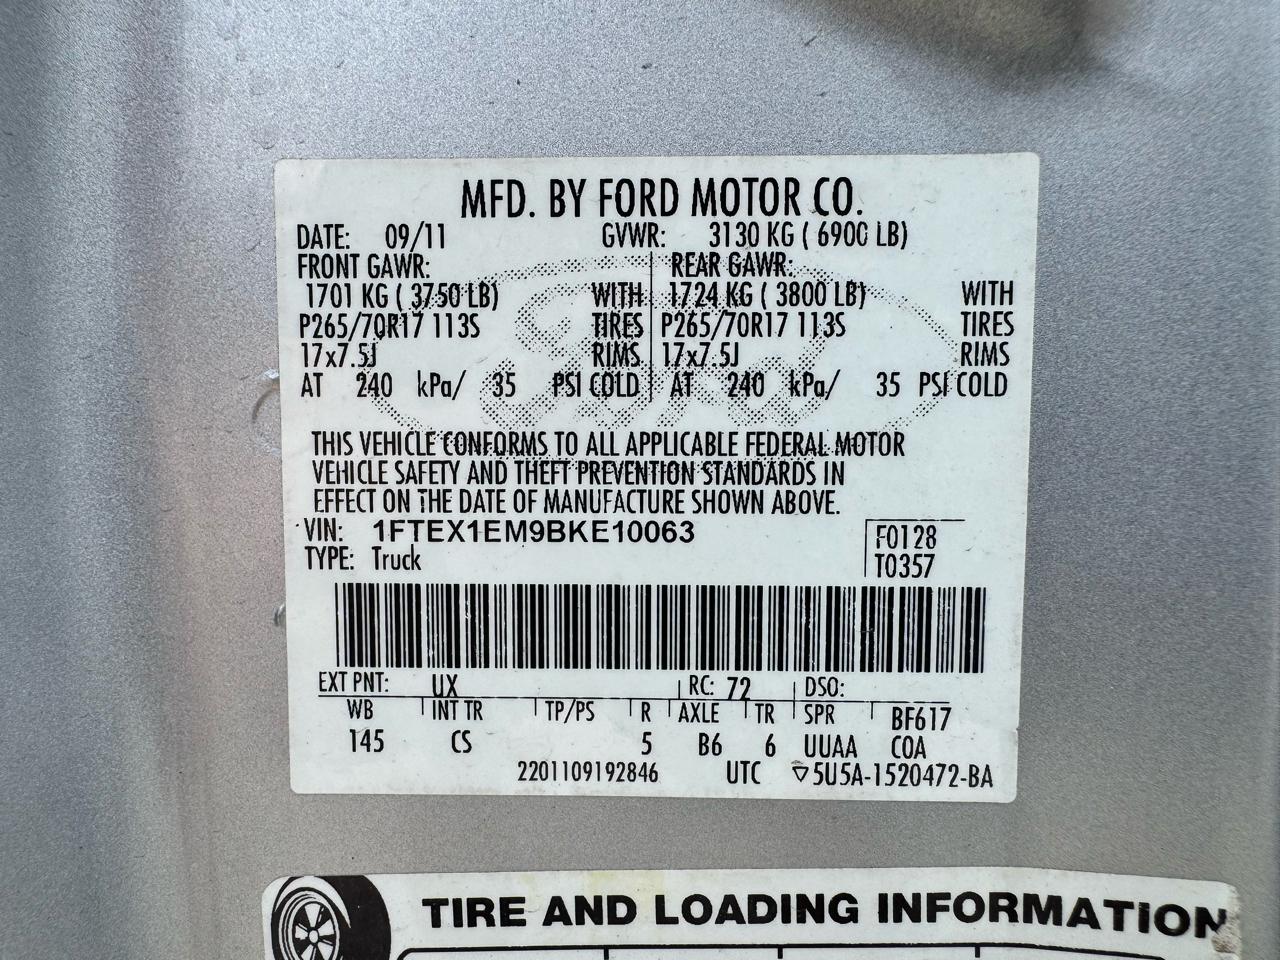 MFD. BY FORD MOTOR CO.
DATE: 09/11 GVWR: 3130 KG ( 6900 LB)
FRONT GAWR: REAR GAWR:
1701 KG ( 3750 LB) WITH 1724 KG ( 3800 LB) WITH
P265/70R17 113S TIRES P265/70R17 113S TIRES
17x7.5J RIMS 17x7.5J RIMS
AT 240 kPa/ 35 PSI COLD AT 240 kPa/ 35 PSI COLD
Ford
THIS VEHICLE CONFORMS TO ALL APPLICABLE FEDERAL MOTOR
VEHICLE SAFETY AND THEFT PREVENTION STANDARDS IN
EFFECT ON THE DATE OF MANUFACTURE SHOWN ABOVE.
VIN: 1FTEX1EM9BKE10063
TYPE: Truck
F0128
T0357
EXT PNT: UX RC: 72 DSO:
WB INT TR TP/PS R AXLE TR SPR BF617
145 CS 5 B6 6 UUAA COA
2201109192846 UTC ▽5U5A-1520472-BA
TIRE AND LOADING INFORMATION